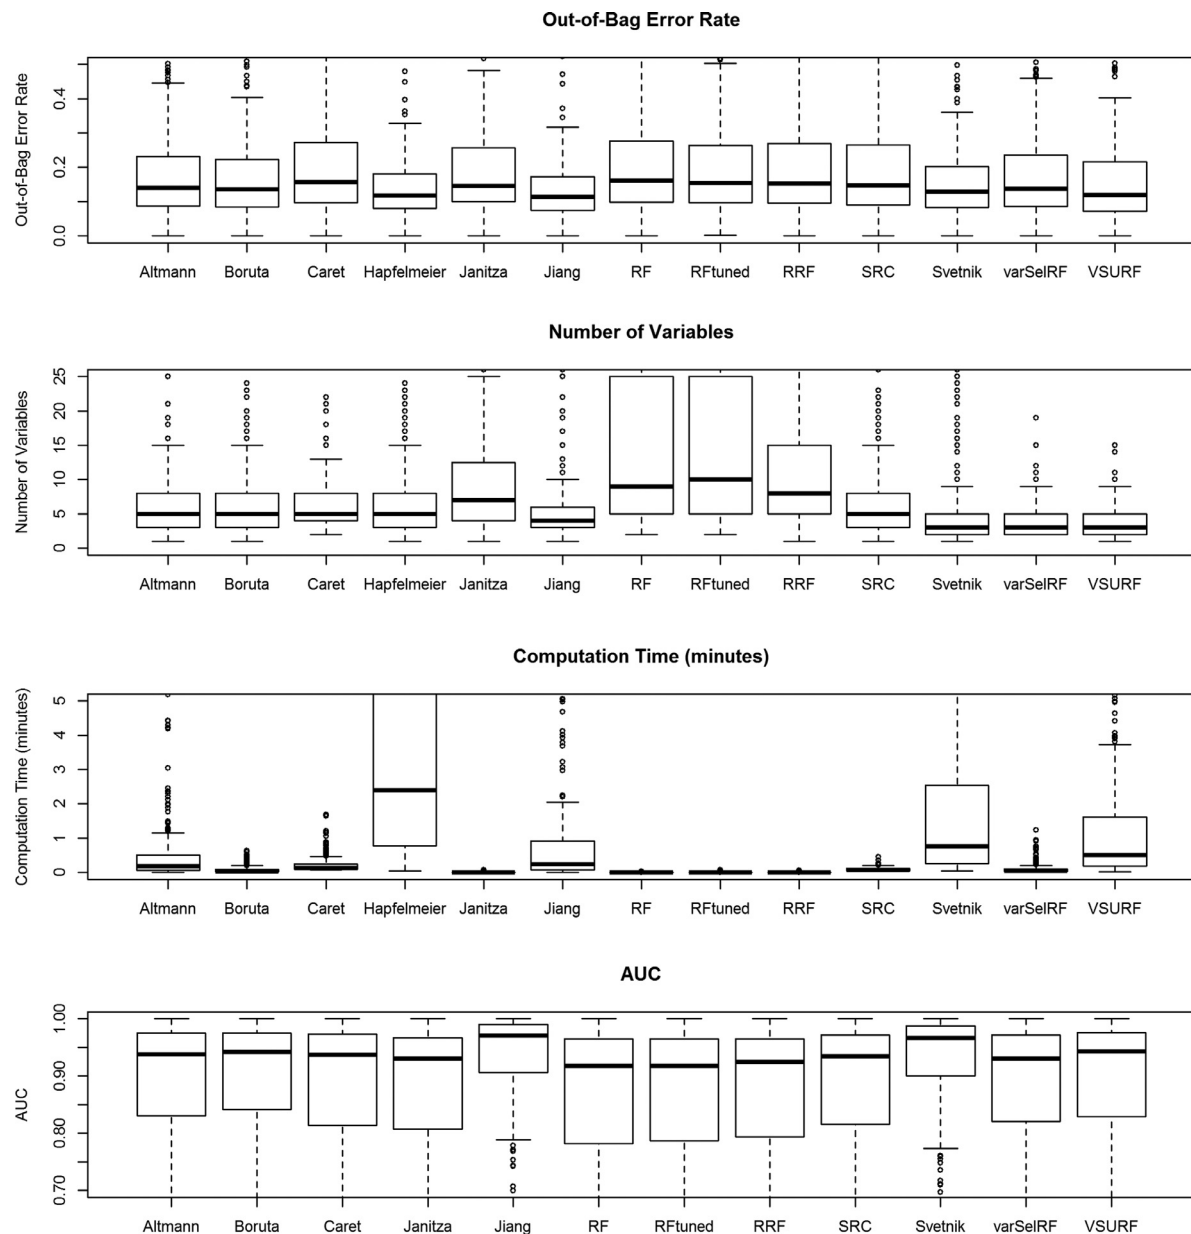 Out-of-Bag Error Rate
Out-of-Bag Error Rate
0.4
0.2
0.0
Altmann Boruta Caret Hapfelmeier Janitza Jiang RF RFtuned RRF SRC Svetnik varSelRF VSURF
Number of Variables
Number of Variables
25
20
15
10
5
0
Altmann Boruta Caret Hapfelmeier Janitza Jiang RF RFtuned RRF SRC Svetnik varSelRF VSURF
Computation Time (minutes)
Computation Time (minutes)
5
4
3
2
1
0
Altmann Boruta Caret Hapfelmeier Janitza Jiang RF RFtuned RRF SRC Svetnik varSelRF VSURF
AUC
AUC
1.00
0.90
0.80
0.70
Altmann Boruta Caret Janitza Jiang RF RFtuned RRF SRC Svetnik varSelRF VSURF